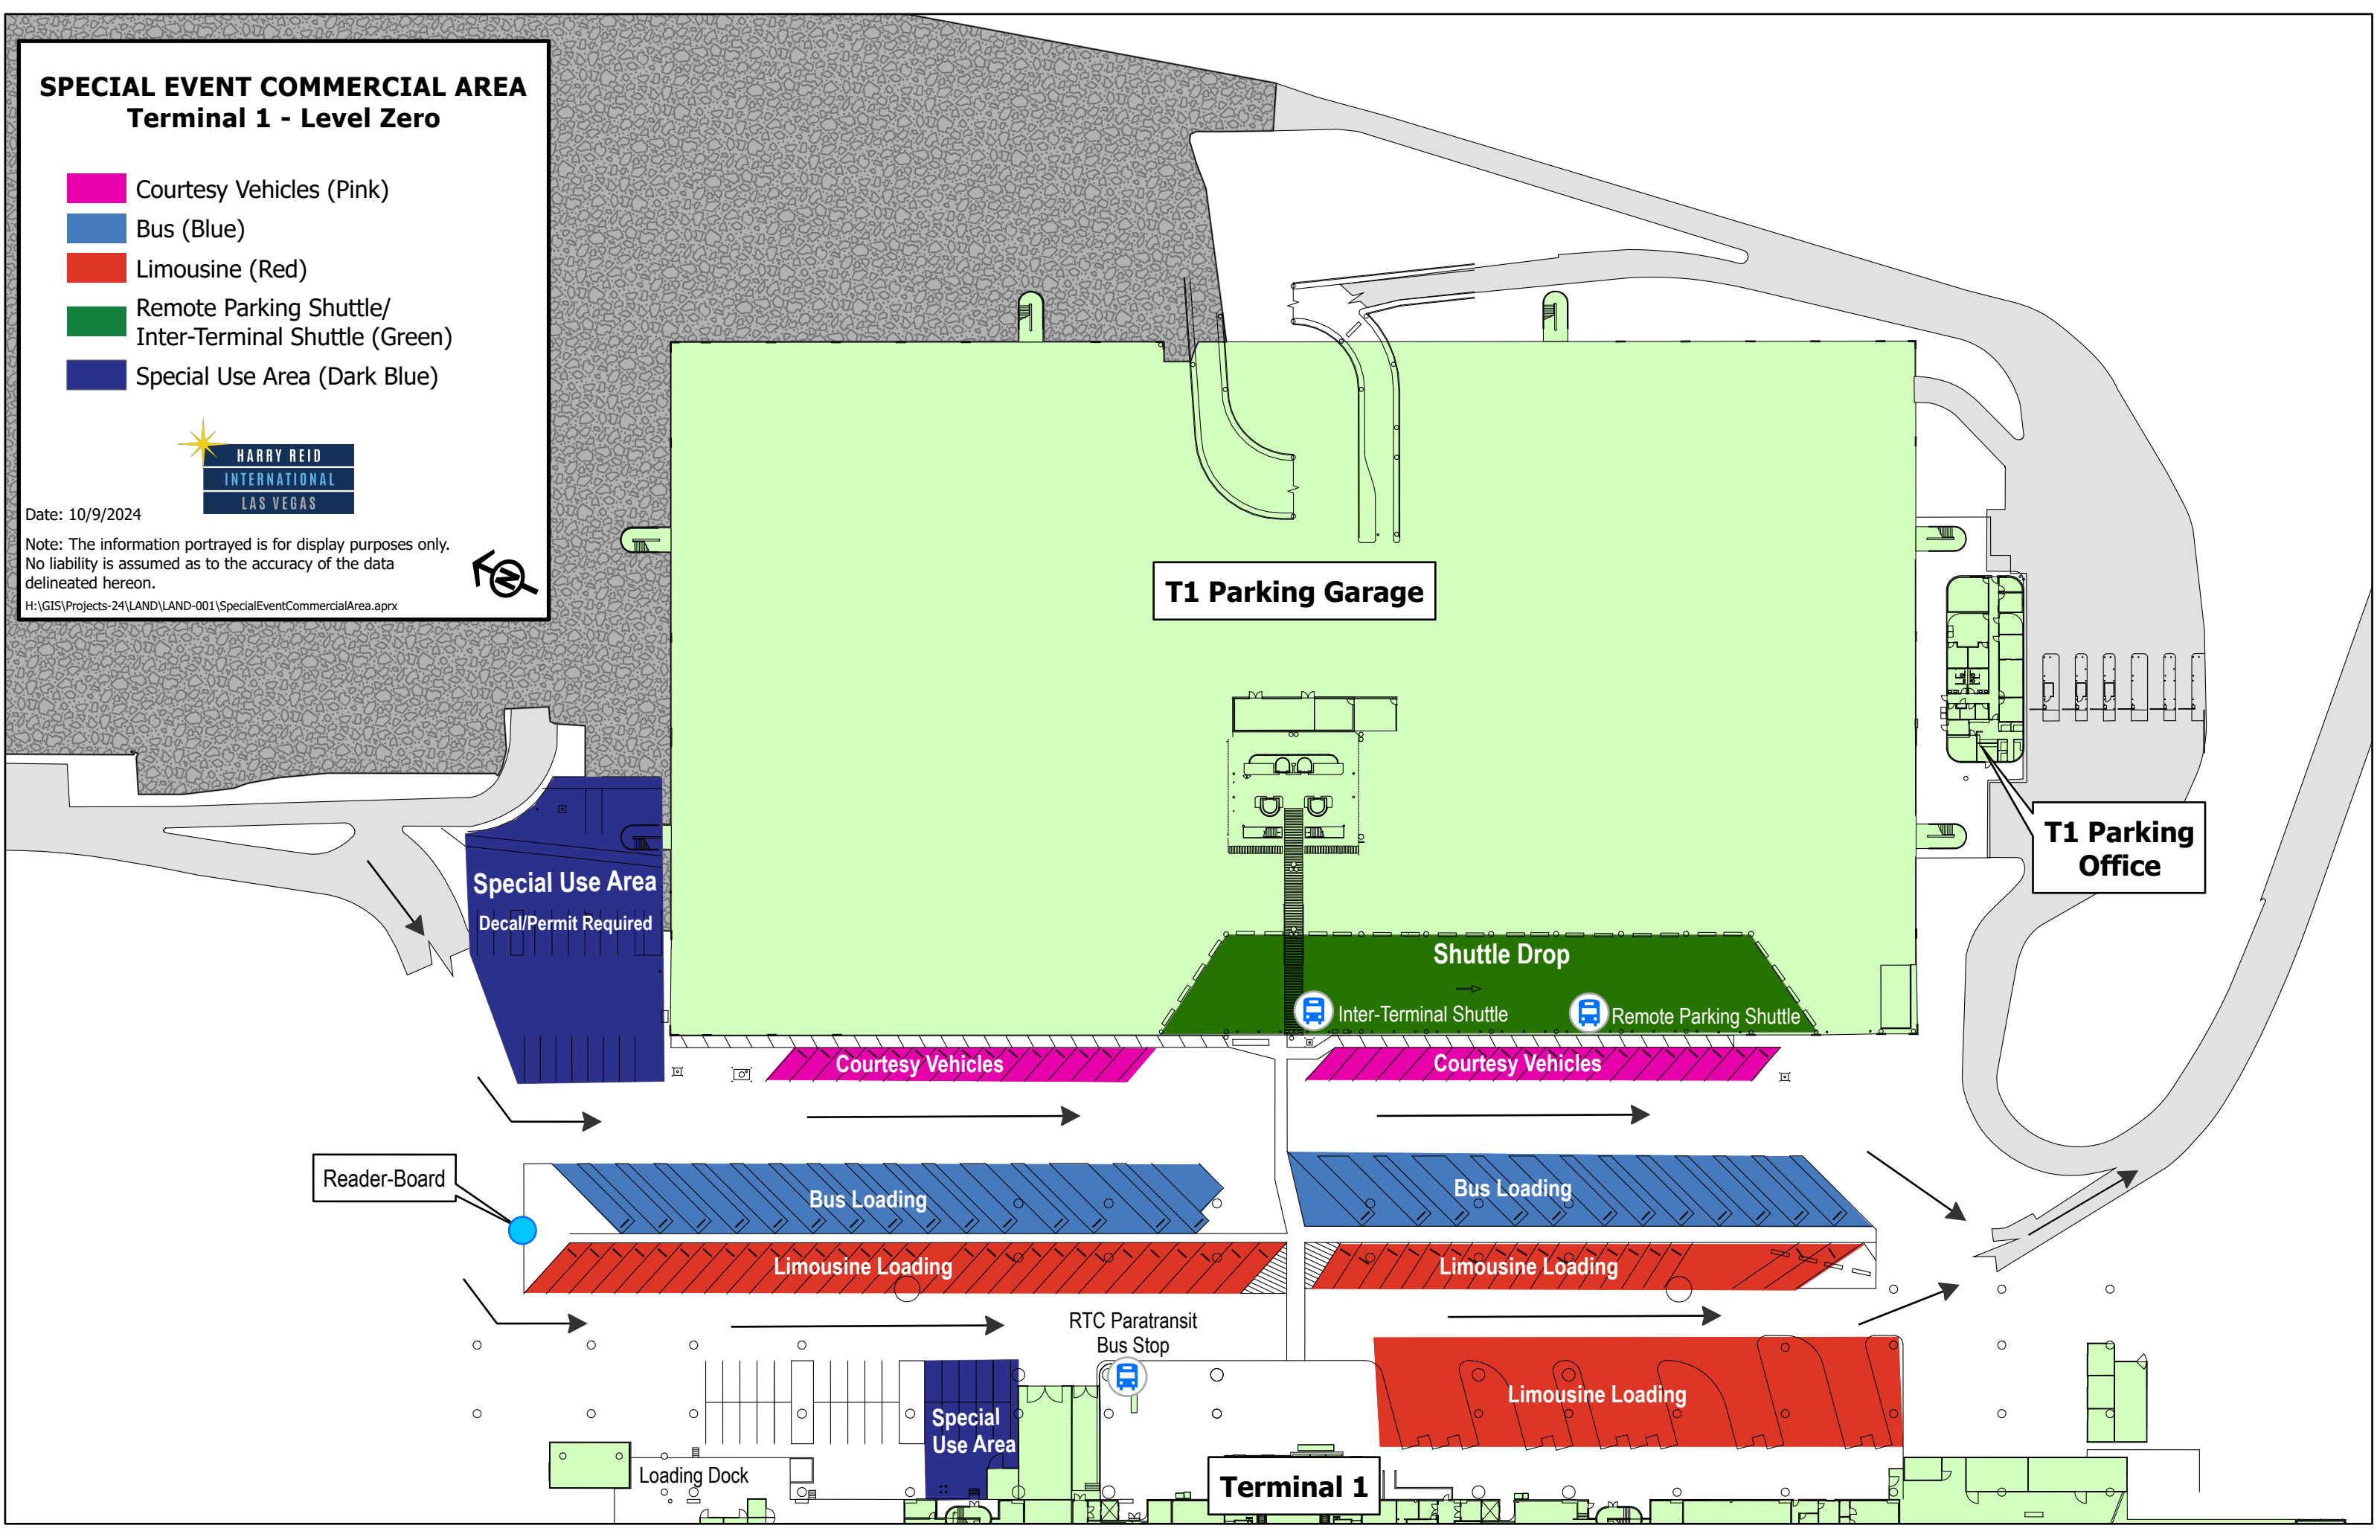 SPECIAL EVENT COMMERCIAL AREA
Terminal 1 - Level Zero
Courtesy Vehicles (Pink)
Bus (Blue)
Limousine (Red)
Remote Parking Shuttle/
Inter-Terminal Shuttle (Green)
Special Use Area (Dark Blue)
HARRY REID
INTERNATIONAL
LAS VEGAS
Date: 10/9/2024
Note: The information portrayed is for display purposes only.
No liability is assumed as to the accuracy of the data
delineated hereon.
H:\GIS\Projects-24\LAND\LAND-001\SpecialEventCommercialArea.aprx
N
T1 Parking Garage
T1 Parking
Office
Special Use Area
Decal/Permit Required
Shuttle Drop
Inter-Terminal Shuttle
Remote Parking Shuttle
Courtesy Vehicles
Courtesy Vehicles
Reader-Board
Bus Loading
Bus Loading
Limousine Loading
Limousine Loading
RTC Paratransit
Bus Stop
Limousine Loading
Special
Use Area
Loading Dock
Terminal 1